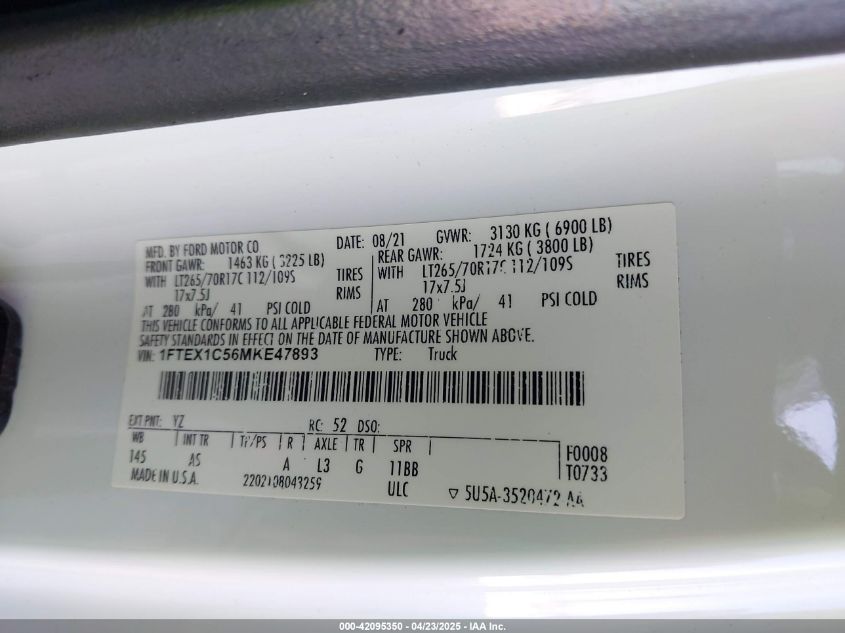 MFD. BY FORD MOTOR CO DATE: 08/21 GVWR: 3130 KG ( 6900 LB)
FRONT GAWR: 1463 KG ( 3225 LB) REAR GAWR: 1724 KG ( 3800 LB)
WITH LT265/70R17C 112/109S TIRES WITH LT265/70R17C 112/109S TIRES
17x7.5J RIMS 17x7.5J RIMS
AT 280 kPa/ 41 PSI COLD AT 280 kPa/ 41 PSI COLD
THIS VEHICLE CONFORMS TO ALL APPLICABLE FEDERAL MOTOR VEHICLE
SAFETY STANDARDS IN EFFECT ON THE DATE OF MANUFACTURE SHOWN ABOVE.
VIN: 1FTEX1C56MKE47893 TYPE: Truck
EXT PNT: YZ RC: 52 DSO:
WB INT TR TP/PS R AXLE TR SPR F0008
145 AS A L3 G 11BB T0733
MADE IN U.S.A. 2202108043259 ULC ▽ 5U5A-3520472 AA
000-42095350 - 04/23/2025 - IAA Inc.